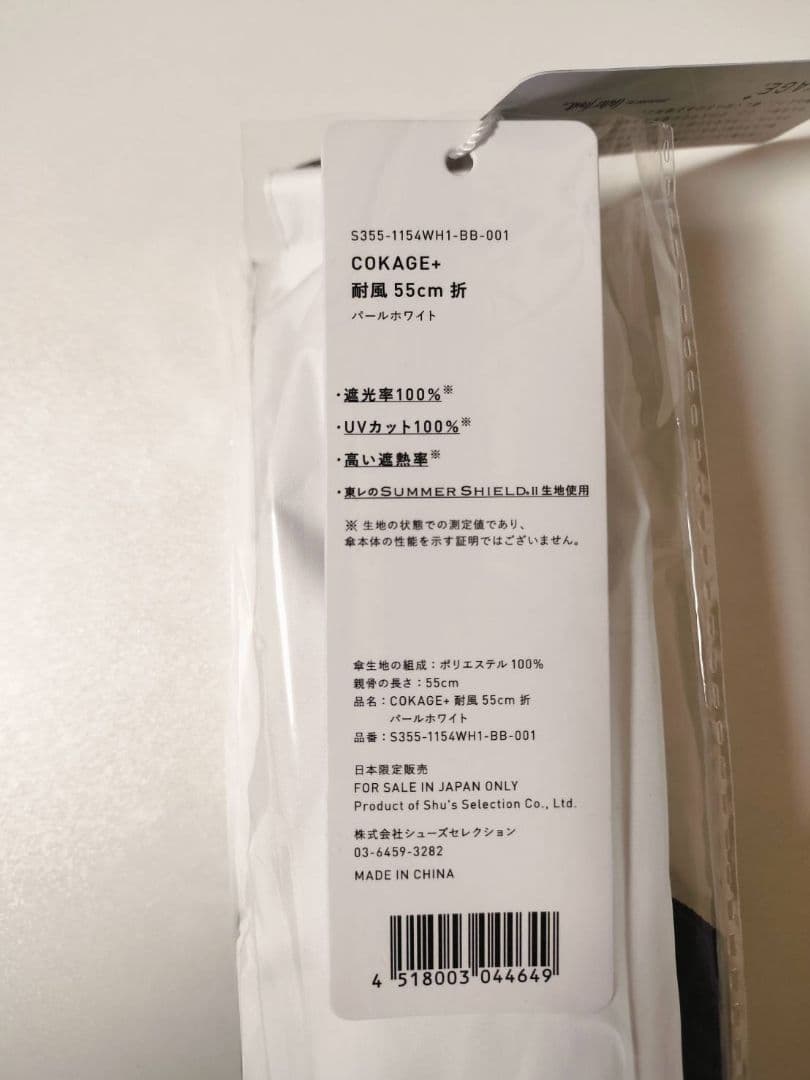 S355-1154WH1-BB-001
COKAGE+
耐風 55cm 折
パールホワイト
・遮光率100%※
・UVカット100%※
・高い遮熱率※
・東レのSUMMER SHIELD®II 生地使用
※ 生地の状態での測定値であり、
傘本体の性能を示す証明ではございません。
傘生地の組成：ポリエステル 100%
親骨の長さ：55cm
品名：COKAGE+ 耐風 55cm 折
パールホワイト
品番：S355-1154WH1-BB-001
日本限定販売
FOR SALE IN JAPAN ONLY
Product of Shu's Selection Co., Ltd.
株式会社シューズセレクション
03-6459-3282
MADE IN CHINA
4 518003 044649